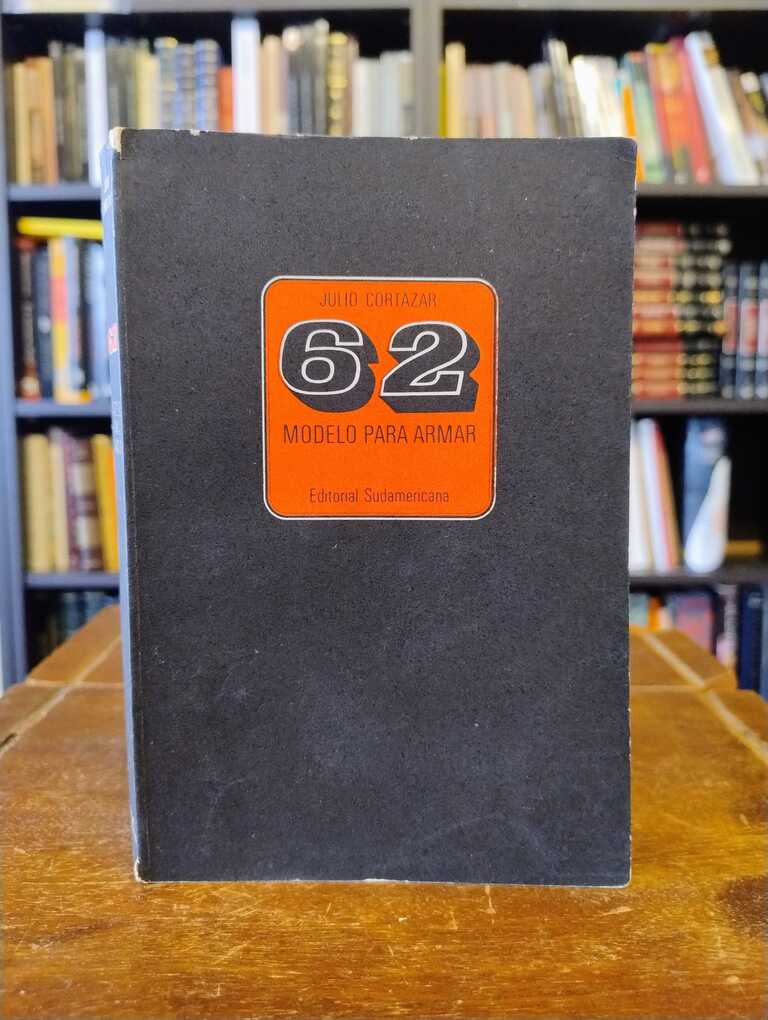 JULIO CORTAZAR
62
MODELO PARA ARMAR
Editorial Sudamericana